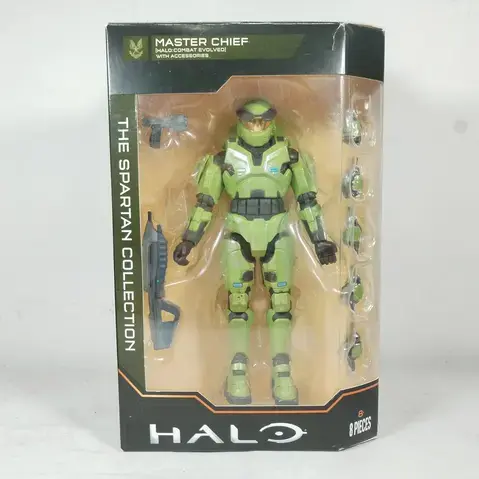 MASTER CHIEF
[HALO: COMBAT EVOLVED]
WITH ACCESSORIES
THE SPARTAN COLLECTION
HALO
8 PIECES